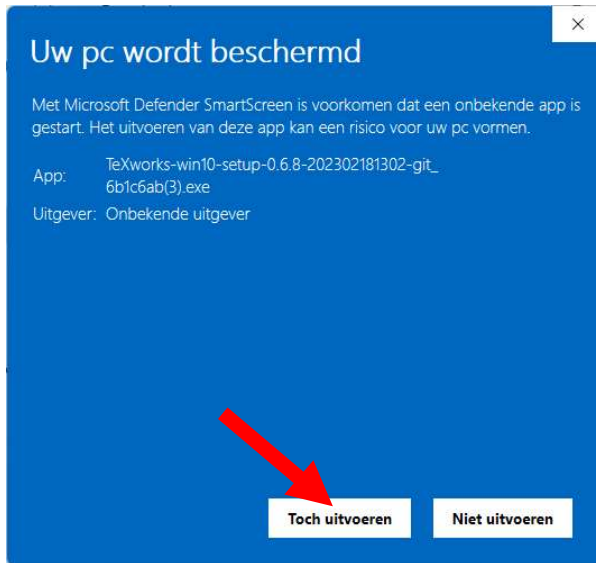 Uw pc wordt beschermd
Met Microsoft Defender SmartScreen is voorkomen dat een onbekende app is
gestart. Het uitvoeren van deze app kan een risico voor uw pc vormen.
App: TeXworks-win10-setup-0.6.8-202302181302-git_
6b1c6ab(3).exe
Uitgever: Onbekende uitgever
Toch uitvoeren Niet uitvoeren